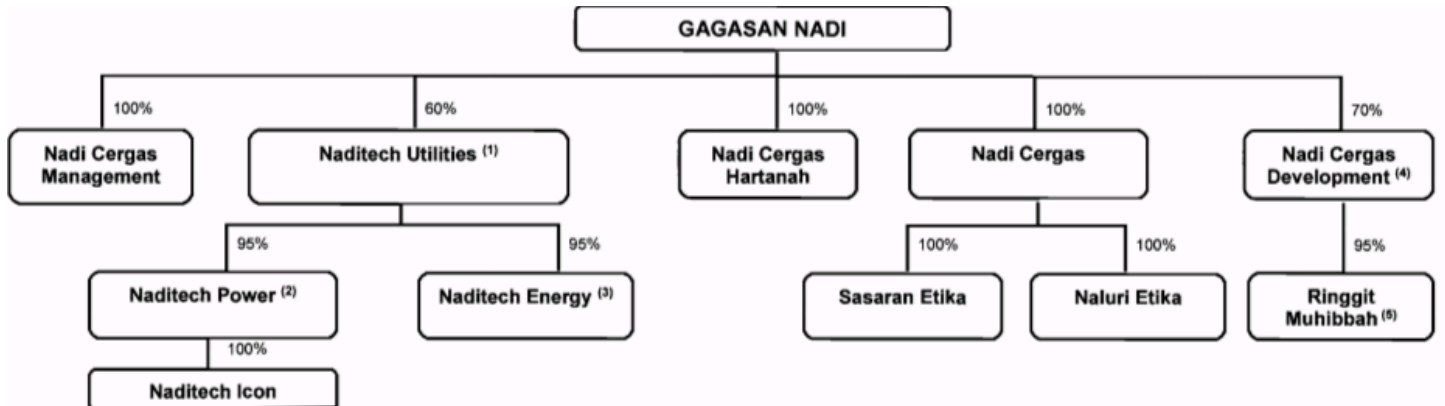 GAGASAN NADI
100%
60%
100%
100%
70%
Nadi Cergas
Management
Naditech Utilities (1)
Nadi Cergas
Hartanah
Nadi Cergas
Nadi Cergas
Development (4)
95%
95%
100%
100%
95%
Naditech Power (2)
Naditech Energy (3)
Sasaran Etika
Naluri Etika
Ringgit
Muhibbah (5)
100%
Naditech Icon